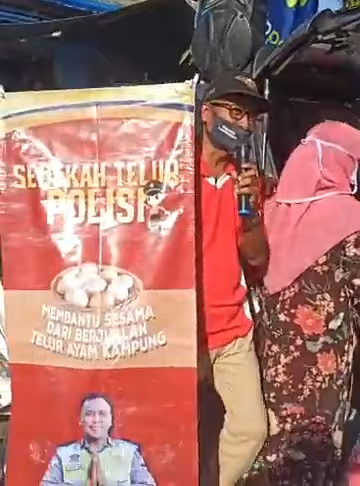 SEDEKAH TELUR
POLISI
MEMBANTU SESAMA
DARI BERJUALAN
TELUR AYAM KAMPUNG